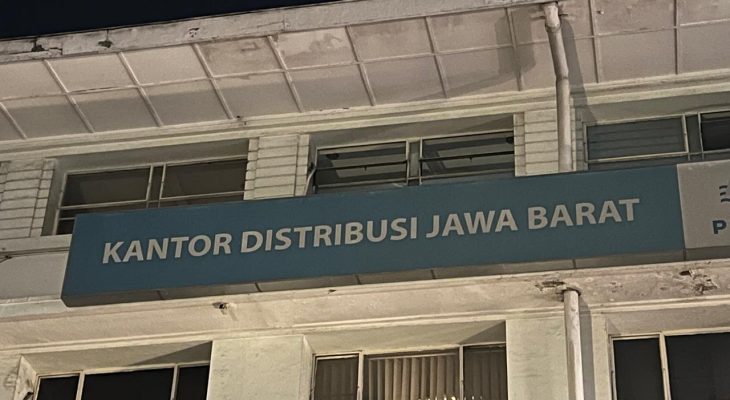 KANTOR DISTRIBUSI JAWA BARAT